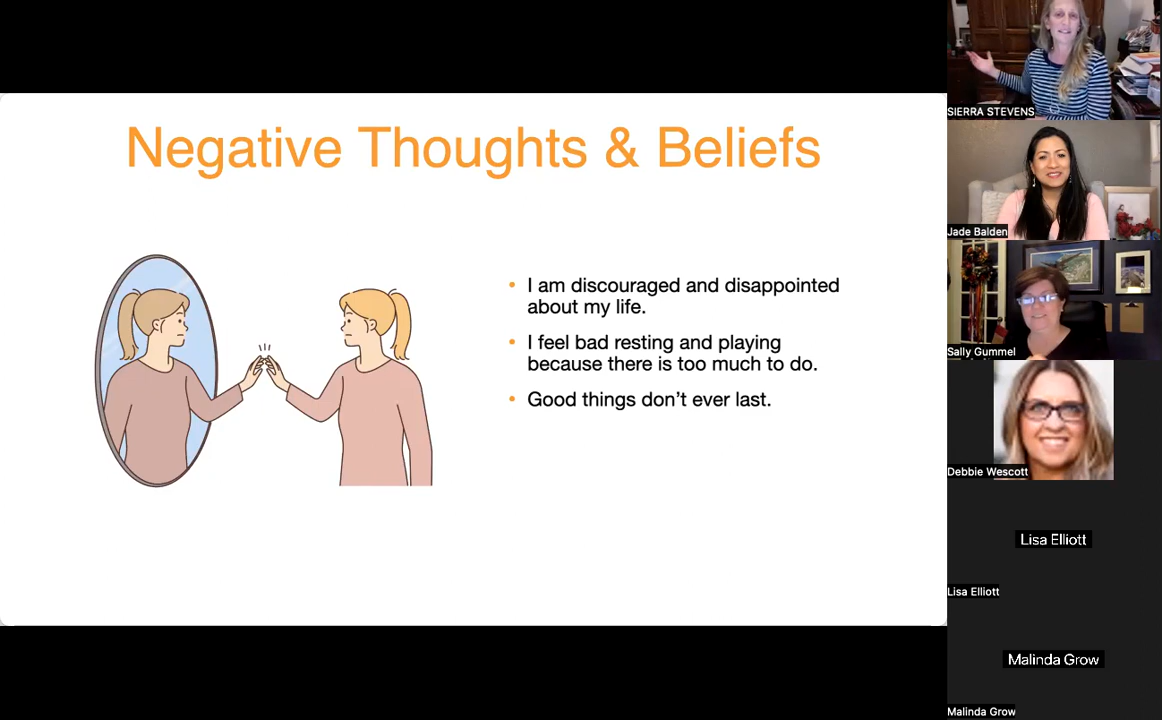 Negative Thoughts & Beliefs
• I am discouraged and disappointed
about my life.
• I feel bad resting and playing
because there is too much to do.
• Good things don’t ever last.
SIERRA STEVENS
Jade Balden
Sally Gummel
Debbie Wescott
Lisa Elliott
Lisa Elliott
Malinda Grow
Malinda Grow